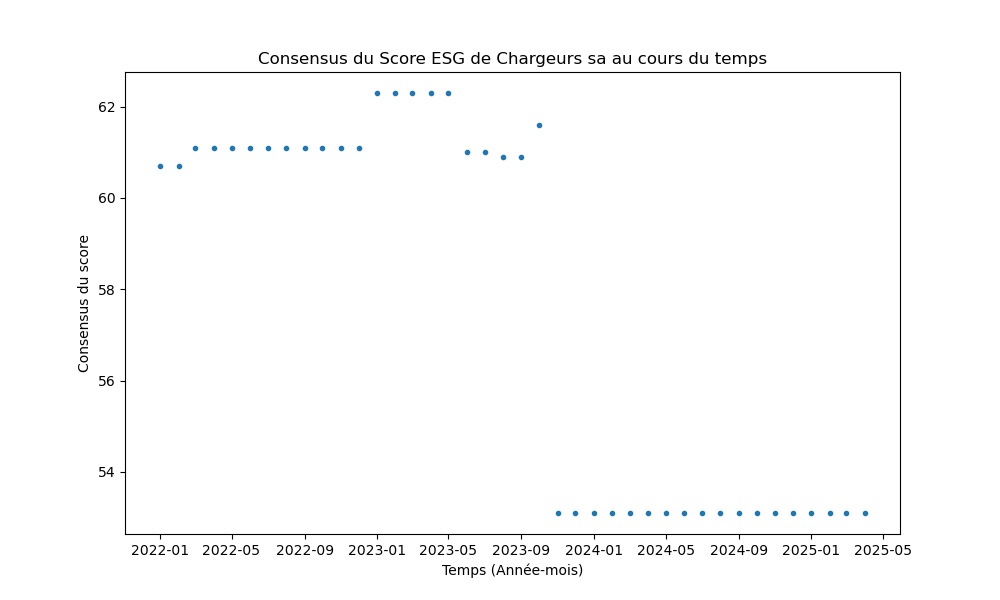 Consensus du Score ESG de Chargeurs sa au cours du temps
Consensus du score
62
60
58
56
54
2022-01 2022-05 2022-09 2023-01 2023-05 2023-09 2024-01 2024-05 2024-09 2025-01 2025-05
Temps (Année-mois)